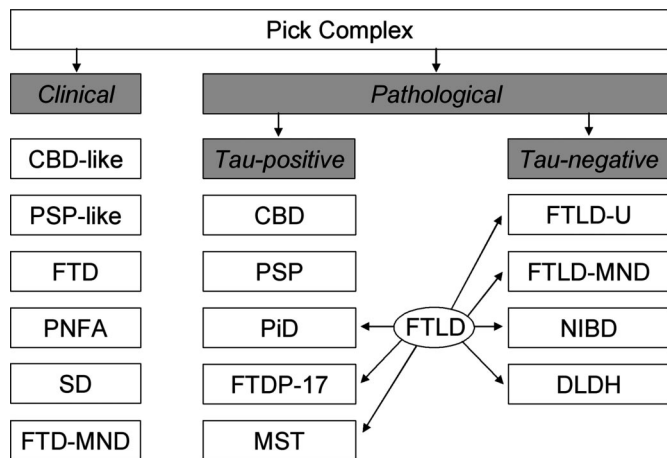 Pick Complex
Clinical
Pathological
CBD-like
Tau-positive
Tau-negative
PSP-like
CBD
FTLD-U
FTD
PSP
FTLD-MND
PNFA
PiD
FTLD
NIBD
SD
FTDP-17
DLDH
FTD-MND
MST